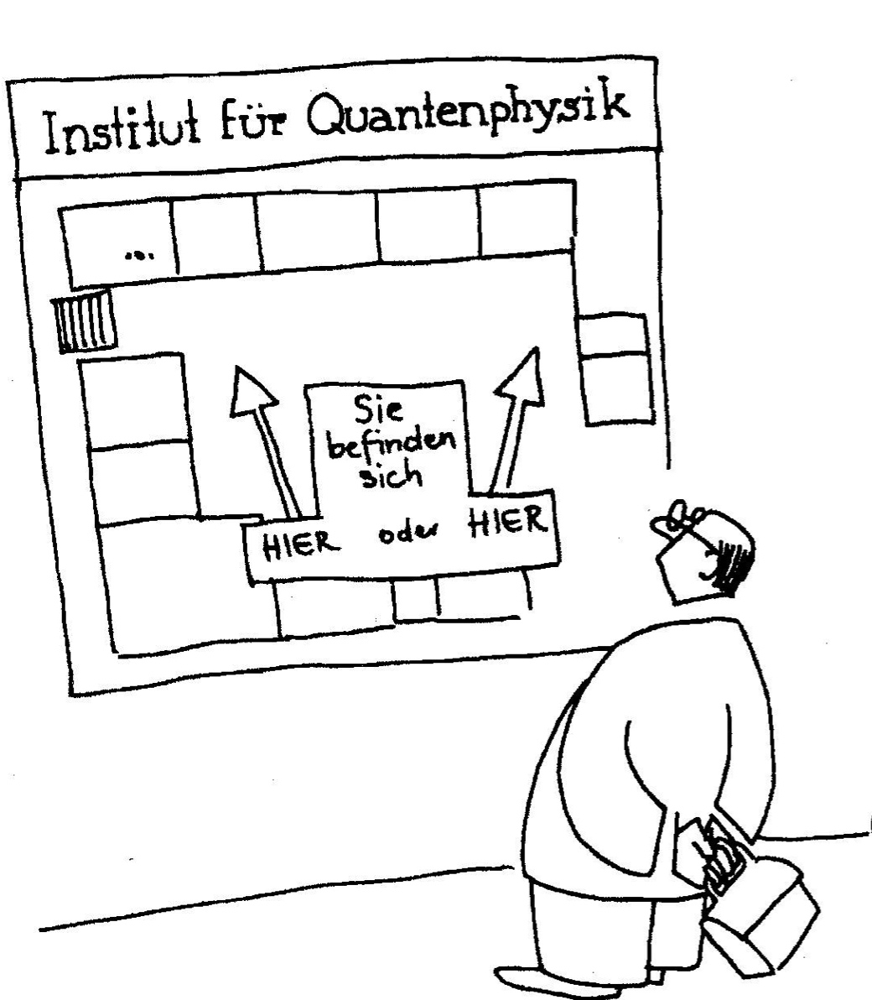 Institut für Quantenphysik
...
Sie
befinden
sich
HIER oder HIER